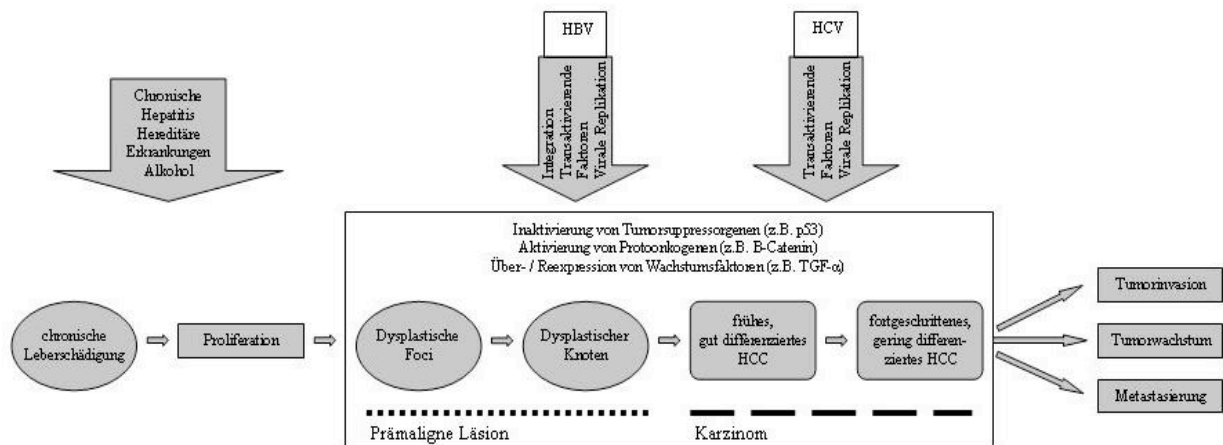 HBV
HCV
Chronische
Hepatitis
Hereditäre
Erkrankungen
Alkohol
Integration
Transaktivierende
Faktoren
Virale Replikation
Transaktivierende
Faktoren
Virale Replikation
Inaktivierung von Tumorsuppressorgenen (z.B. p53)
Aktivierung von Protoonkogenen (z.B. B-Catenin)
Über- / Reexpression von Wachstumsfaktoren (z.B. TGF-α)
chronische
Leberschädigung
Proliferation
Dysplastische
Foci
Dysplastischer
Knoten
frühes,
gut differenziertes
HCC
fortgeschrittenes,
gering differen-
ziertes HCC
Tumorinvasion
Tumorwachstum
Metastasierung
Prämaligne Läsion
Karzinom